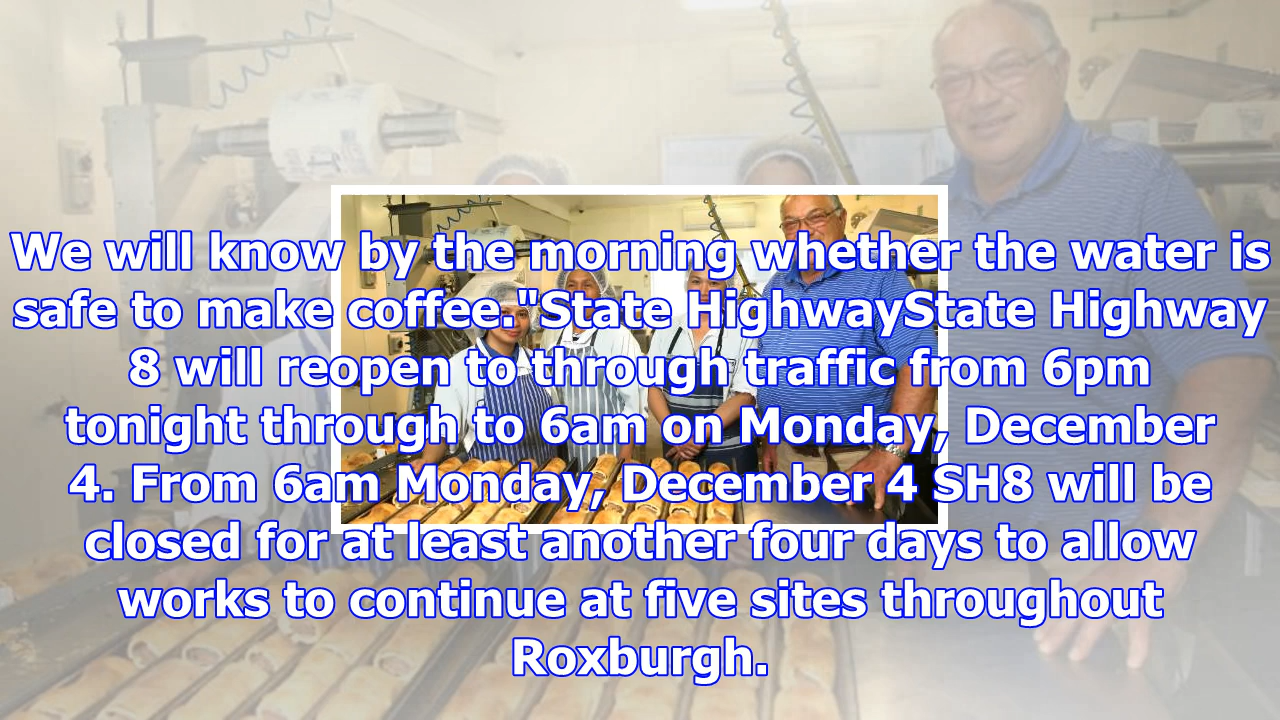 We will know by the morning whether the water is
safe to make coffee."State HighwayState Highway
8 will reopen to through traffic from 6pm
tonight through to 6am on Monday, December
4. From 6am Monday, December 4 SH8 will be
closed for at least another four days to allow
works to continue at five sites throughout
Roxburgh.